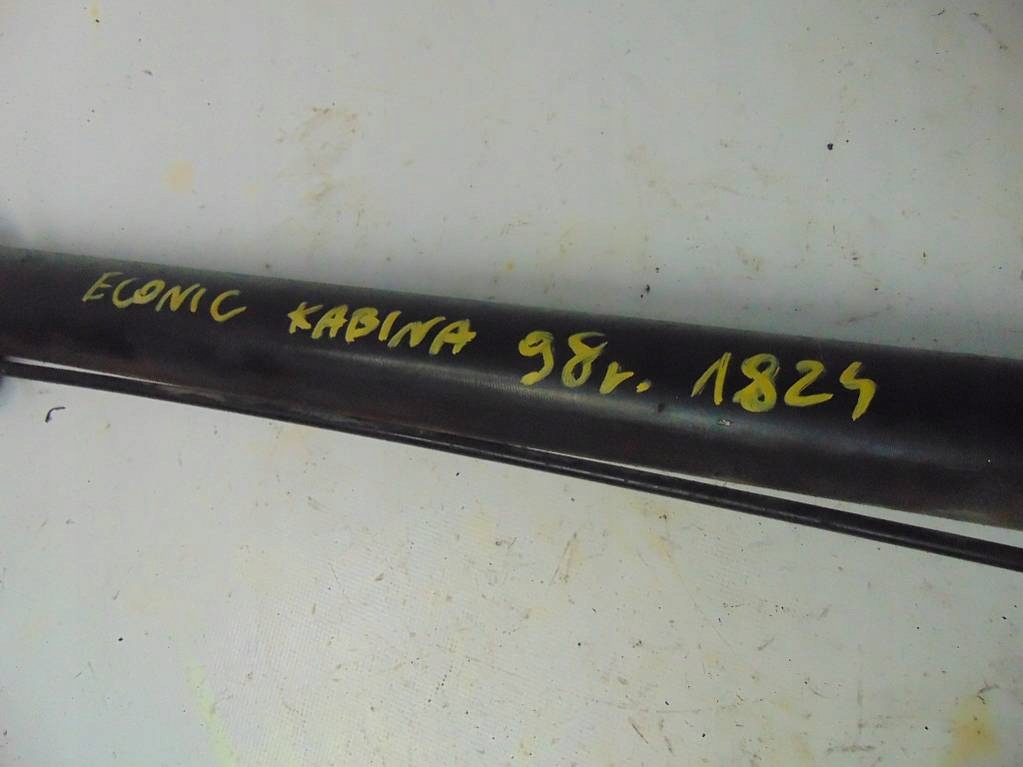 ECONIC KABINA 98r. 1824